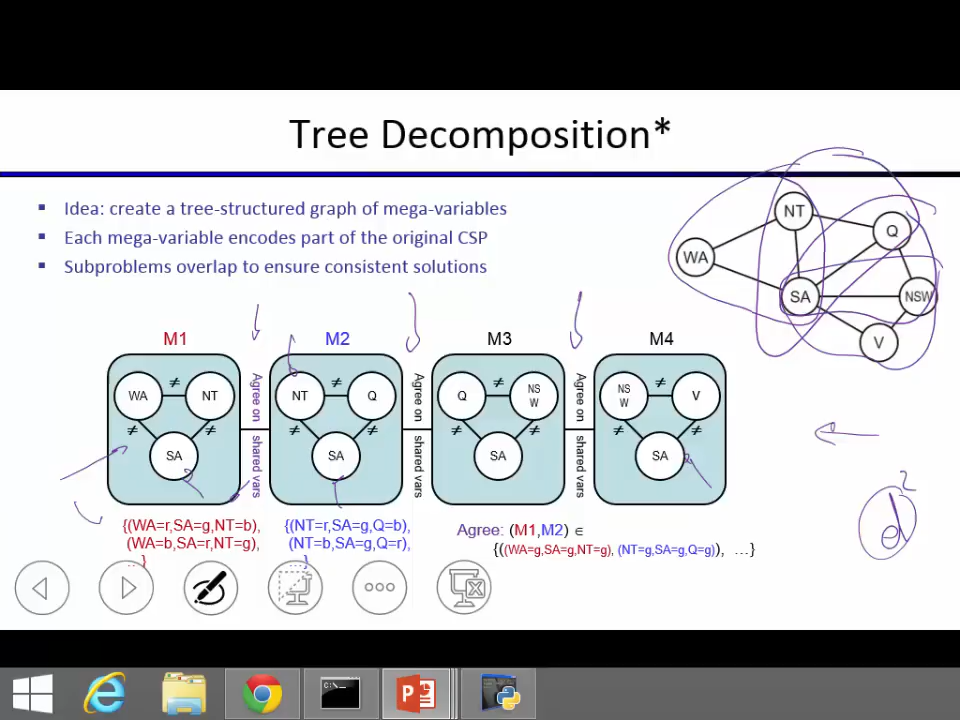 Tree Decomposition*
Idea: create a tree-structured graph of mega-variables
Each mega-variable encodes part of the original CSP
Subproblems overlap to ensure consistent solutions
NT
Q
WA
SA
NSW
V
M1
M2
M3
M4
WA ≠ NT
≠ ≠
SA
Agree on shared vars
NT ≠ Q
≠ ≠
SA
Agree on shared vars
Q ≠ NS W
≠ ≠
SA
Agree on shared vars
NS W ≠ V
≠ ≠
SA
{(WA=r,SA=g,NT=b),
(WA=b,SA=r,NT=g),
...}
{(NT=r,SA=g,Q=b),
(NT=b,SA=g,Q=r),
...}
Agree: (M1,M2) ∈
{((WA=g,SA=g,NT=g), (NT=g,SA=g,Q=g)), ...}
d²
C:\_